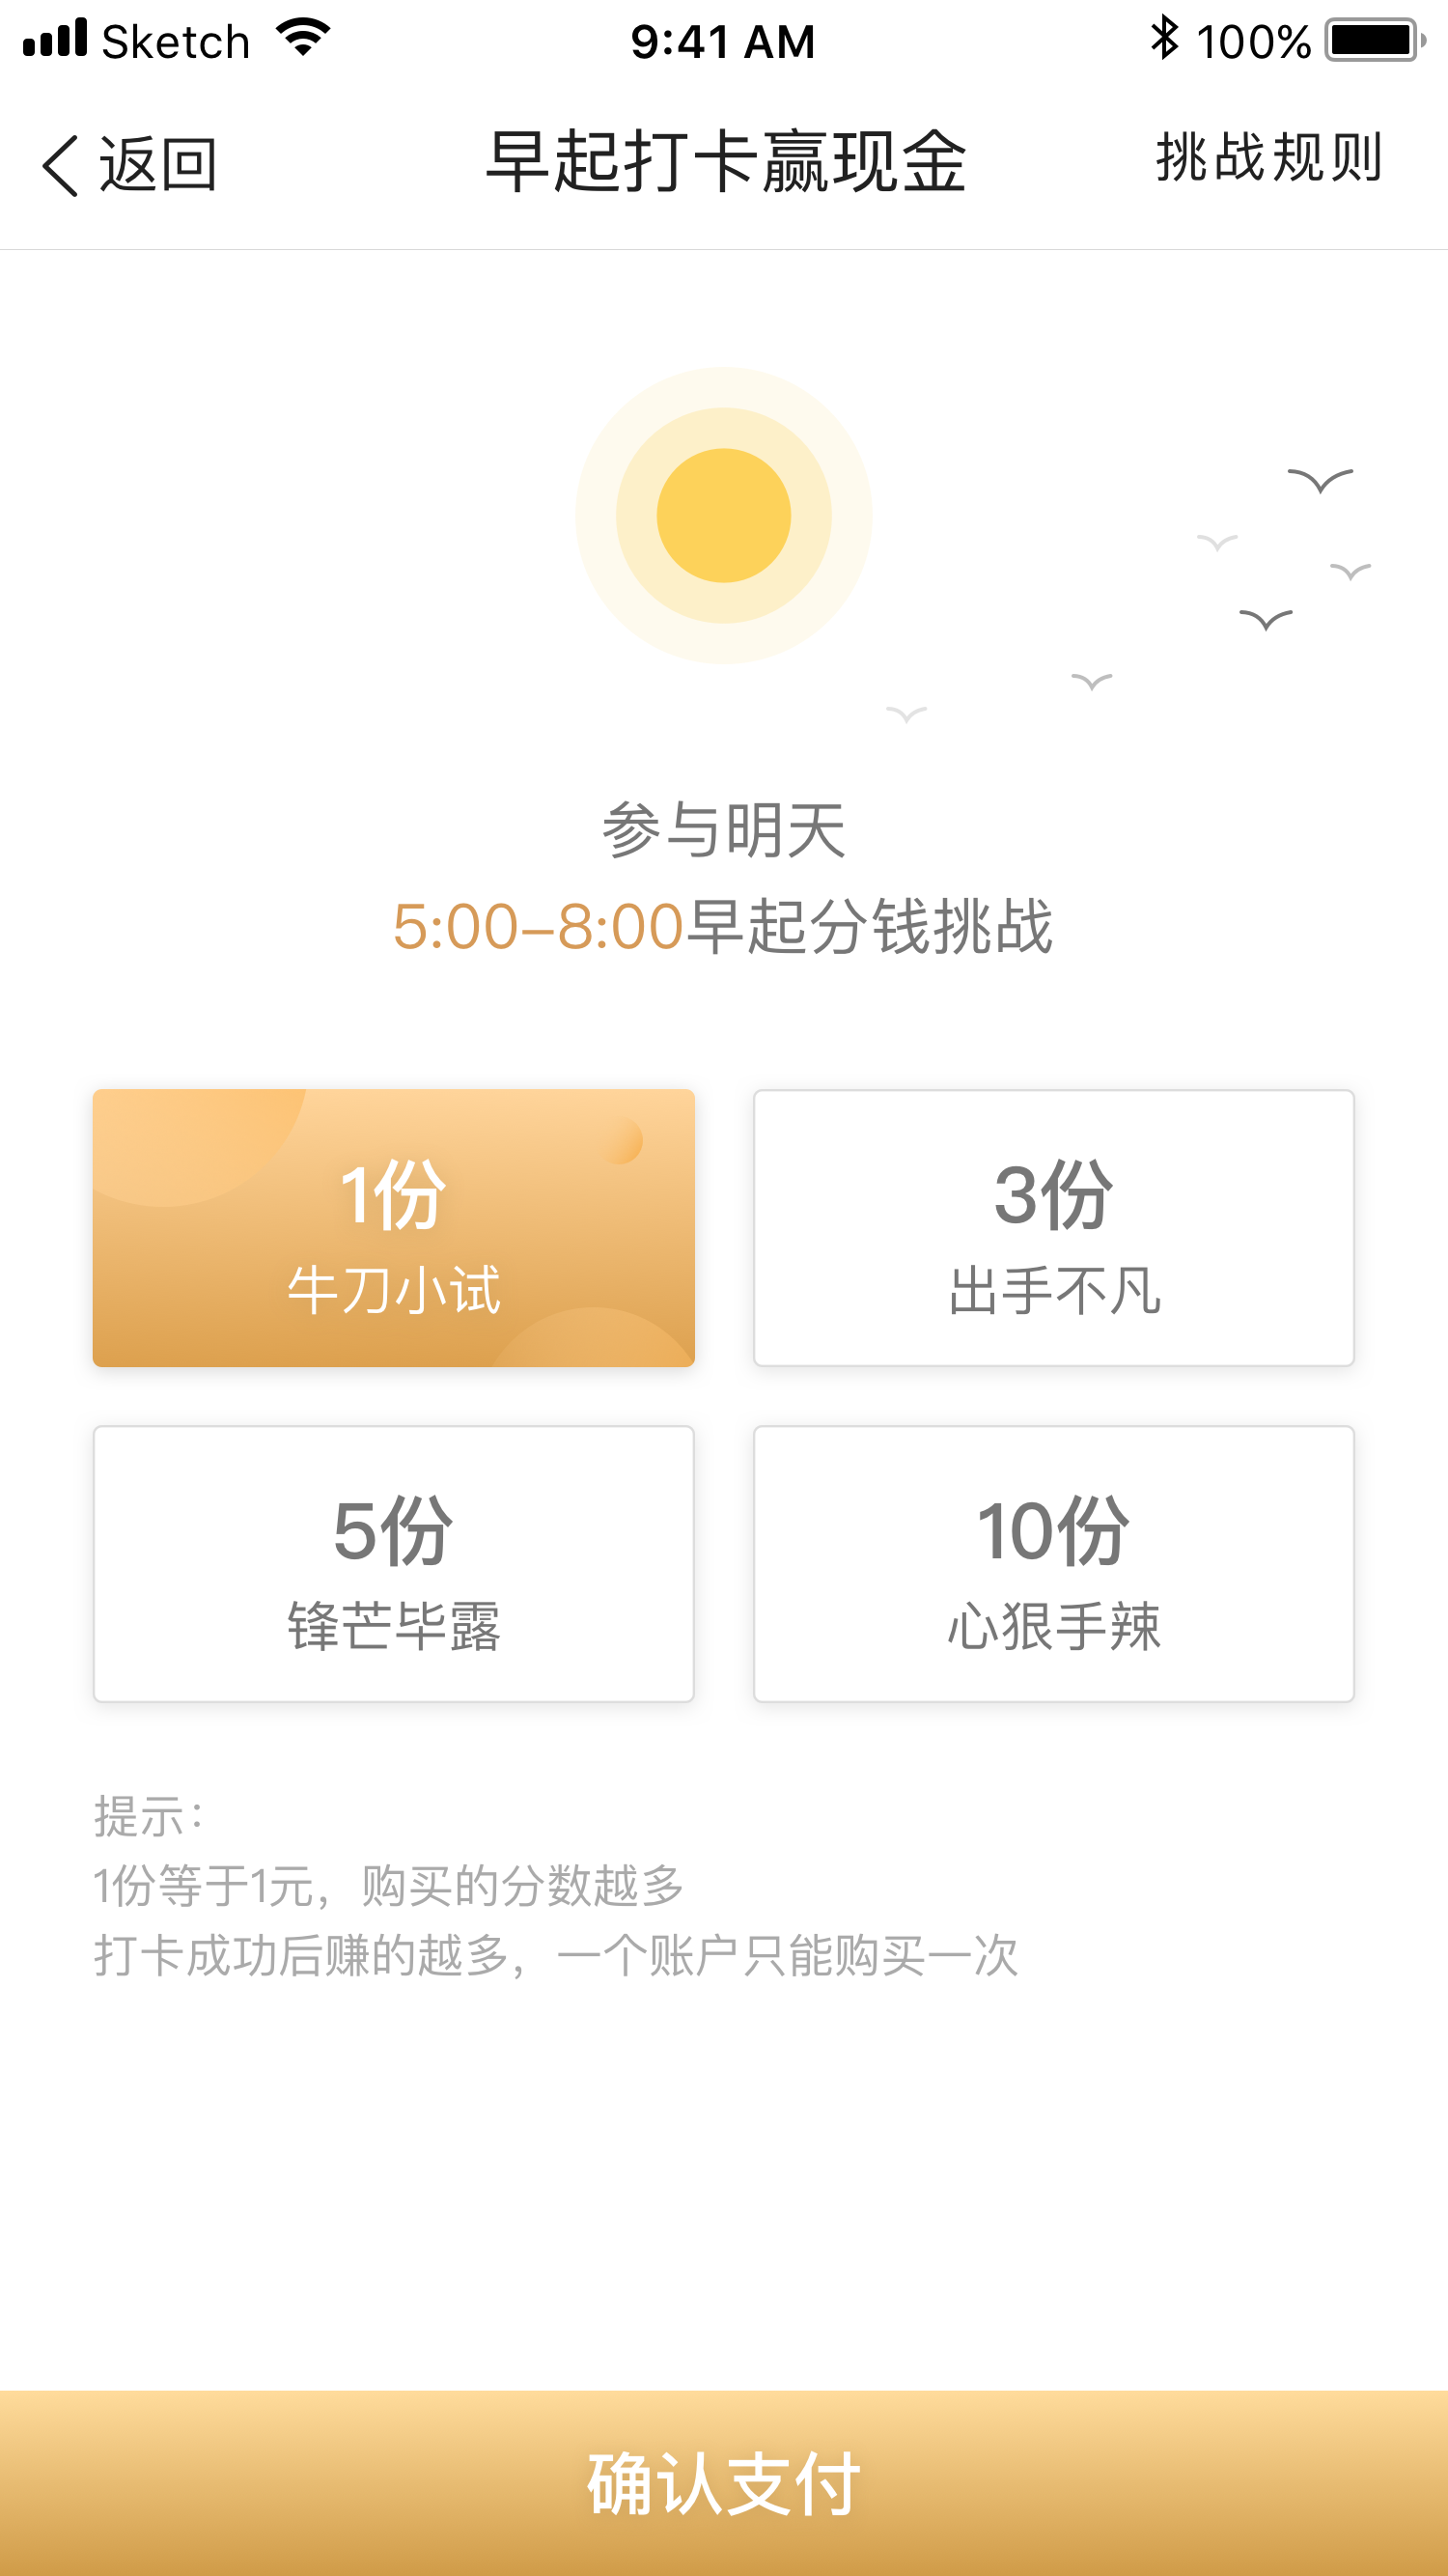 Sketch 9:41 AM 100%
返回 早起打卡赢现金 挑战规则
参与明天
5:00-8:00早起分钱挑战
1份
牛刀小试
3份
出手不凡
5份
锋芒毕露
10份
心狠手辣
提示：
1份等于1元，购买的分数越多
打卡成功后赚的越多，一个账户只能购买一次
确认支付